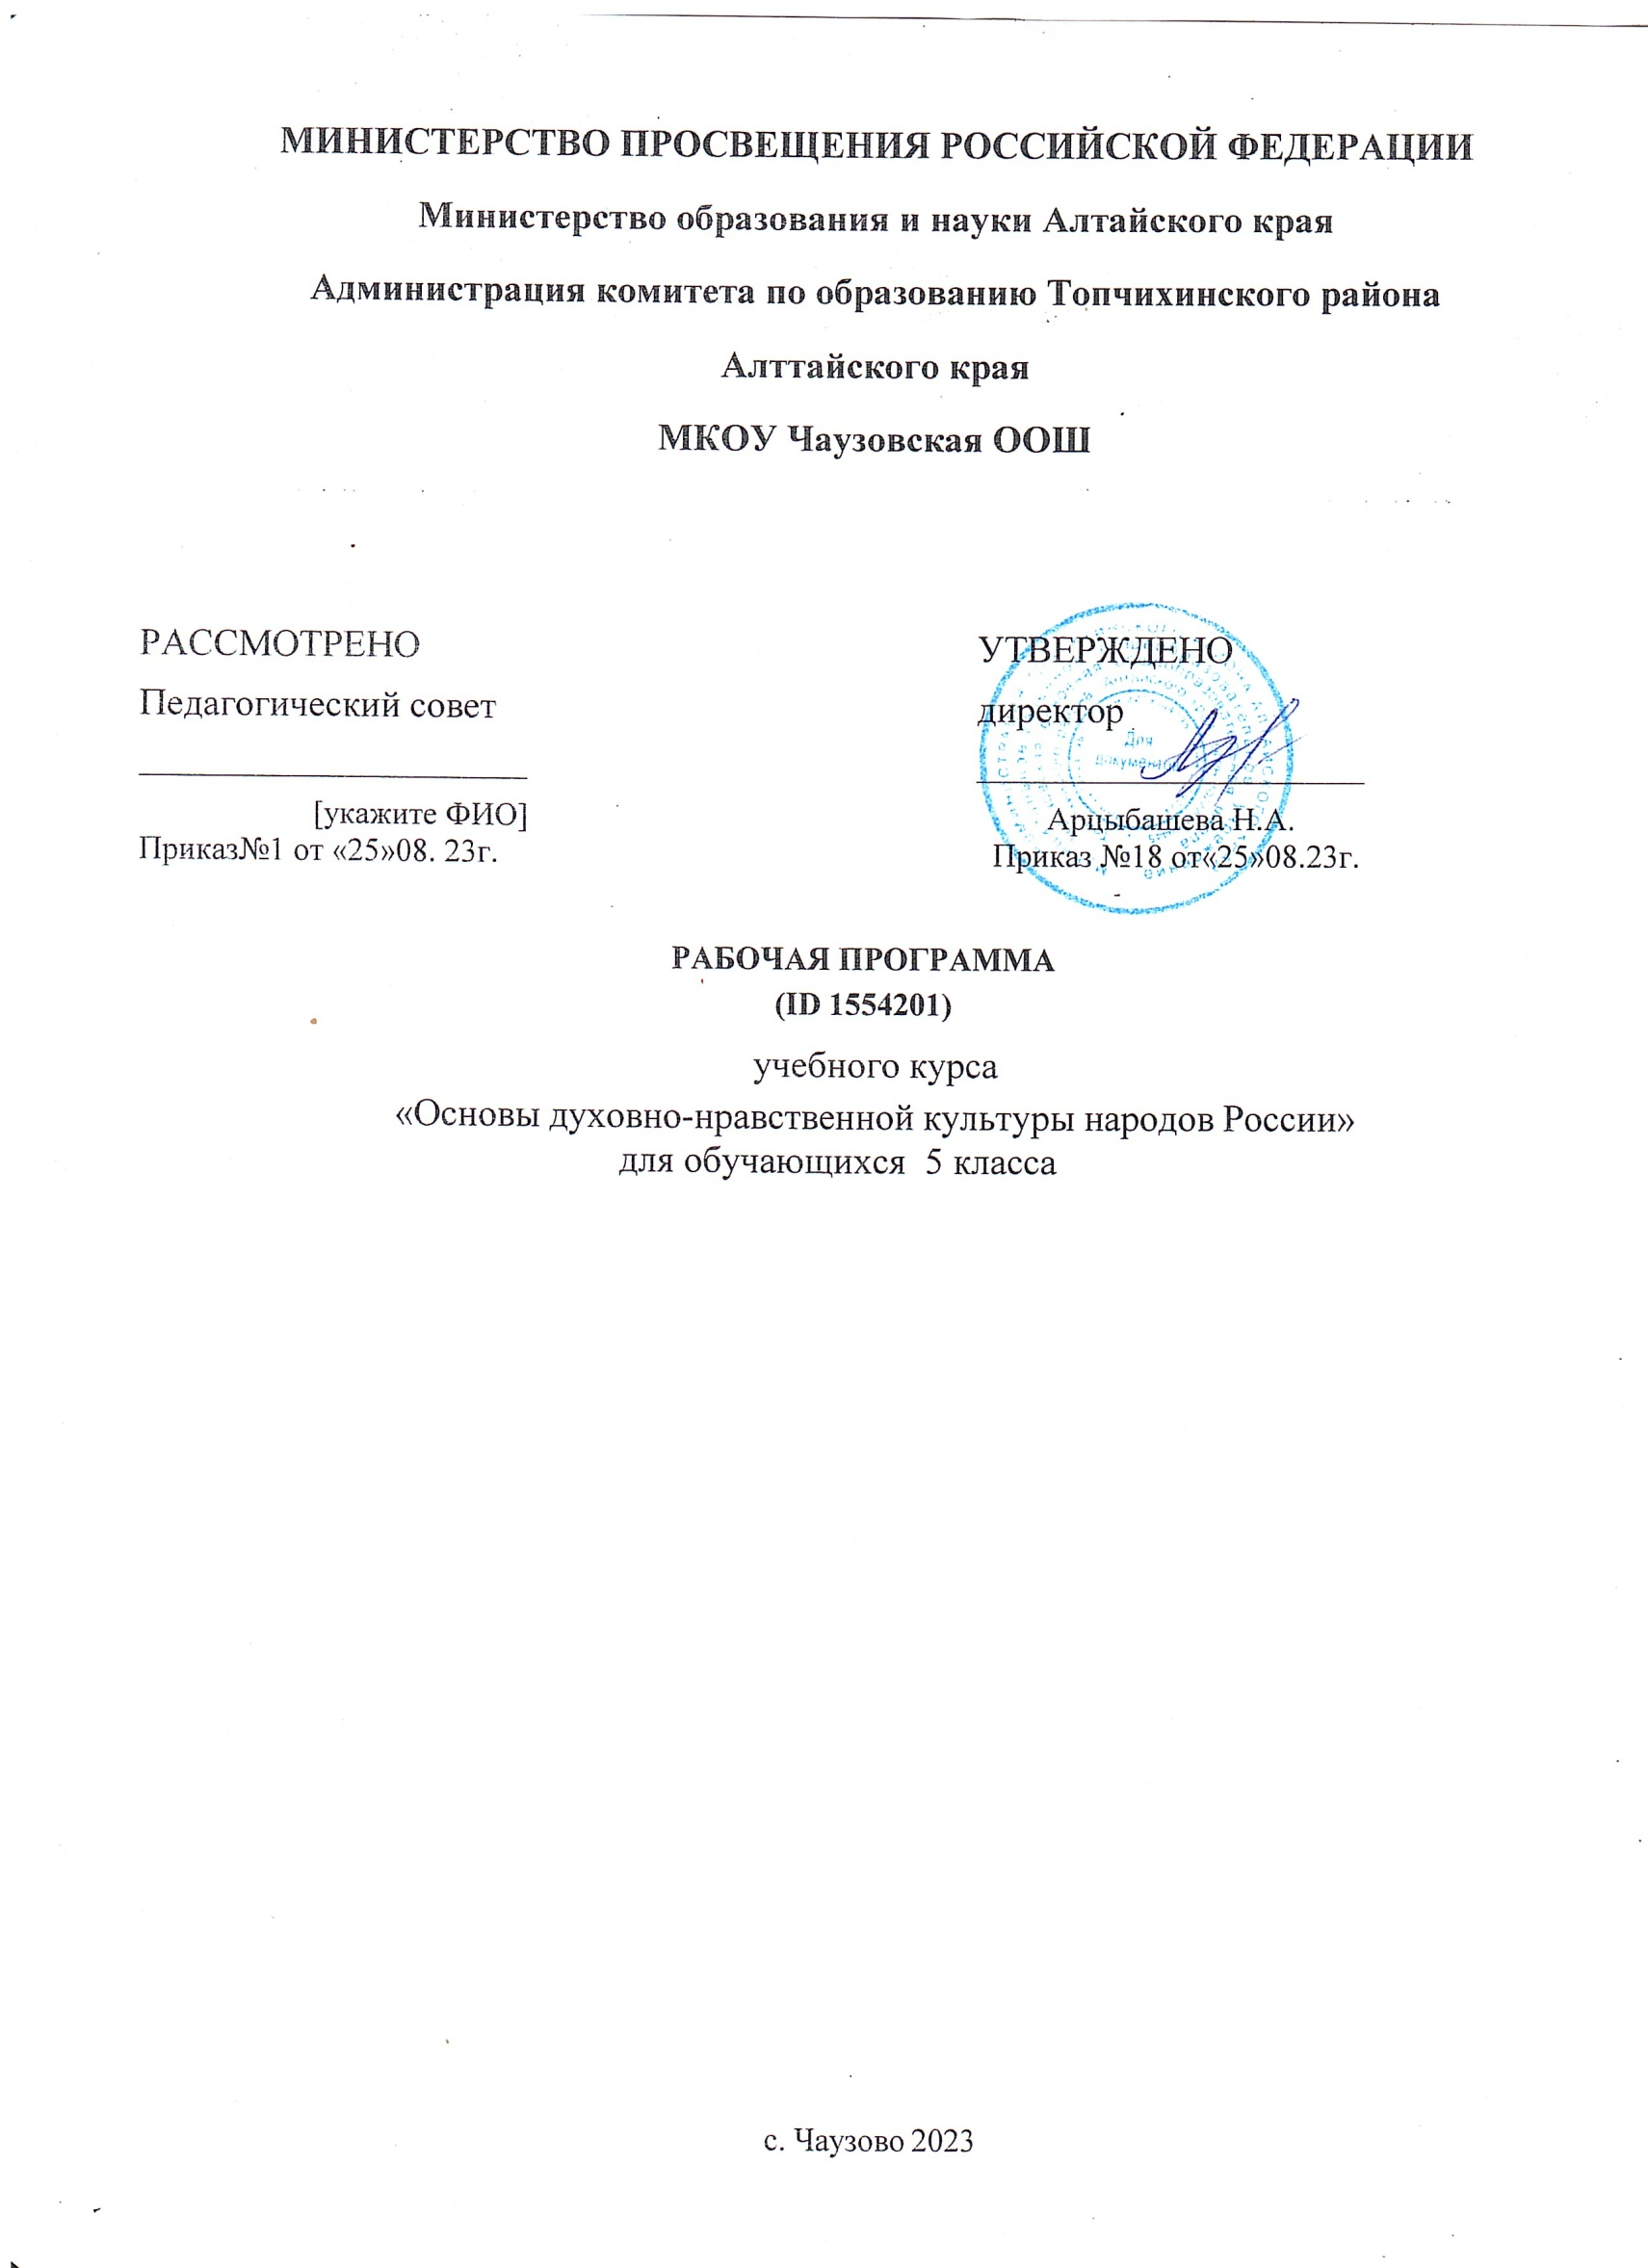 МИНИСТЕРСТВО ПРОСВЕЩЕНИЯ РОССИЙСКОЙ ФЕДЕРАЦИИ
Министерство образования и науки Алтайского края
Администрация комитета по образованию Топчихинского района
Алттайского края
МКОУ Чаузовская ООШ
РАССМОТРЕНО
Педагогический совет
[укажите ФИО]
Приказ№1 от «25»08. 23г.
УТВЕРЖДЕНО
директор
Для
документов
Арцыбашева Н.А.
Приказ №18 от«25»08.23г.
РАБОЧАЯ ПРОГРАММА
(ID 1554201)
учебного курса
«Основы духовно-нравственной культуры народов России»
для обучающихся  5 класса
с. Чаузово 2023